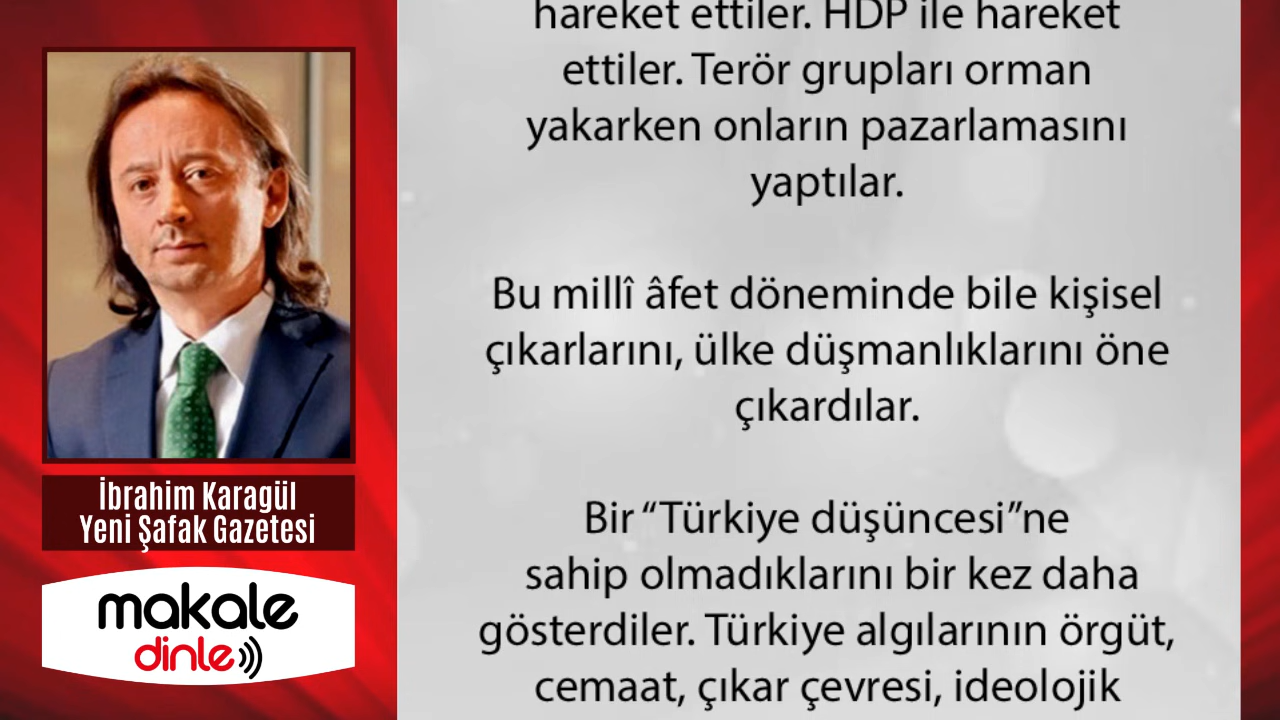 hareket ettiler. HDP ile hareket
ettiler. Terör grupları orman
yakarken onların pazarlamasını
yaptılar.
Bu millî âfet döneminde bile kişisel
çıkarlarını, ülke düşmanlıklarını öne
çıkardılar.
Bir “Türkiye düşüncesi”ne
sahip olmadıklarını bir kez daha
gösterdiler. Türkiye algılarının örgüt,
cemaat, çıkar çevresi, ideolojik
İbrahim Karagül
Yeni Şafak Gazetesi
makale
dinle